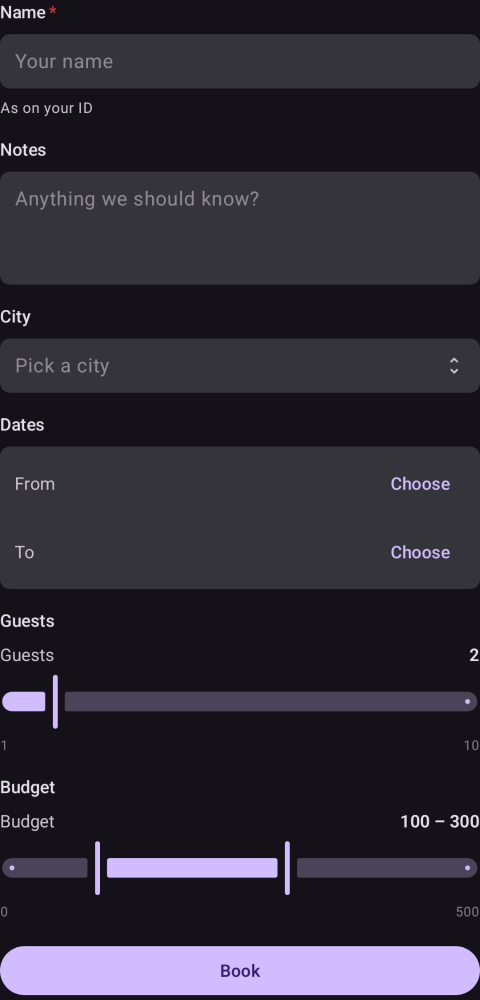 Name *
Your name
As on your ID
Notes
Anything we should know?
City
Pick a city
Dates
From Choose
To Choose
Guests
Guests 2
1 10
Budget
Budget 100 – 300
0 500
Book